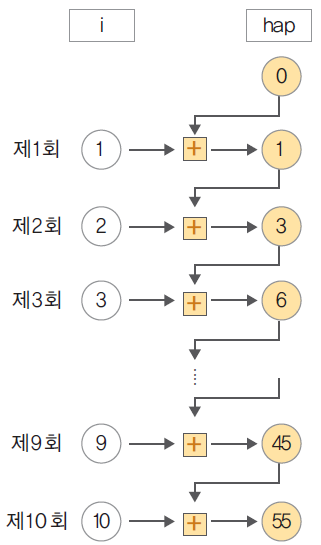 i hap
0
제1회 1 + 1
제2회 2 + 3
제3회 3 + 6
⋮
제9회 9 + 45
제10회 10 + 55